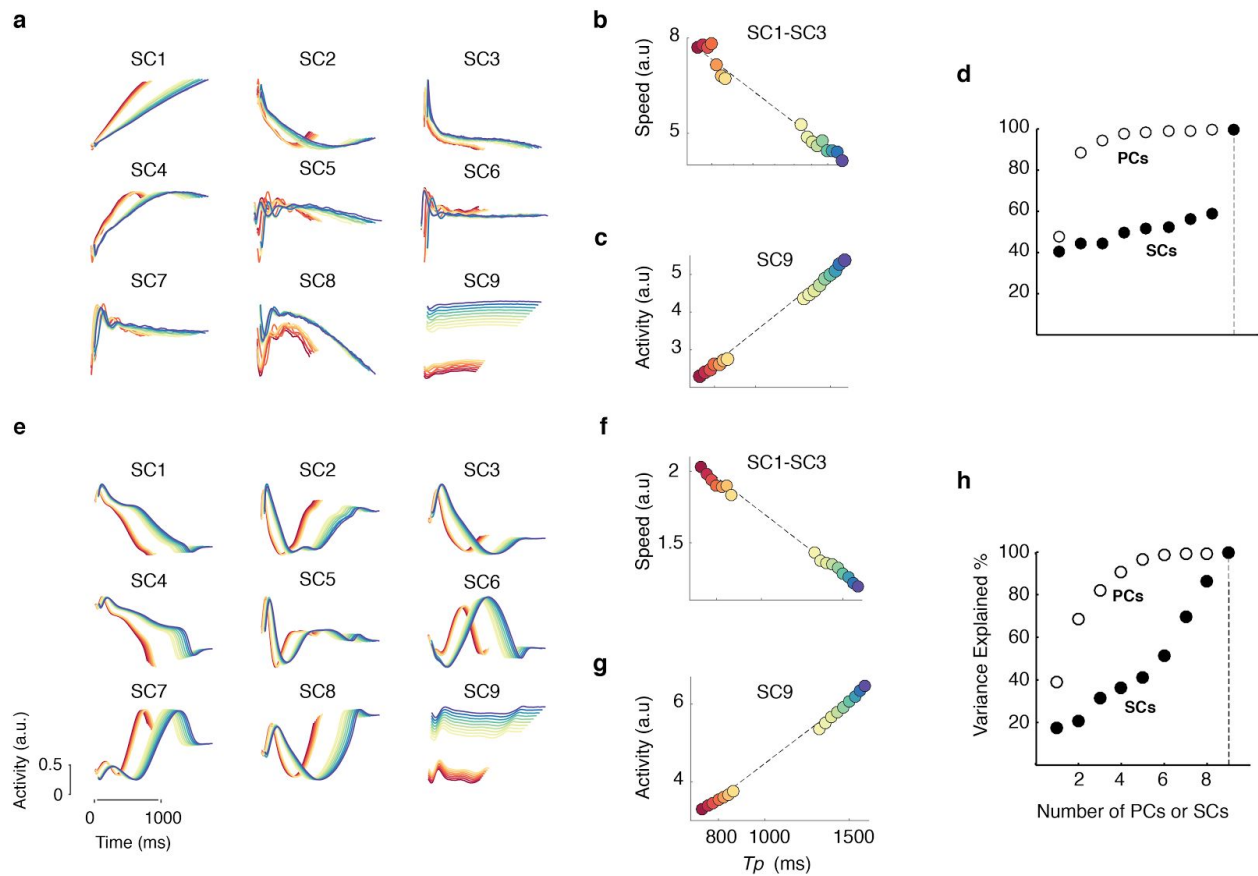 a
SC1
SC2
SC3
SC4
SC5
SC6
SC7
SC8
SC9
b
SC1-SC3
Speed (a.u)
8
5
c
SC9
Activity (a.u)
5
4
3
2
d
100
80
60
40
20
PCs
SCs
e
SC1
SC2
SC3
SC4
SC5
SC6
SC7
SC8
SC9
Activity (a.u.)
0.5
0
0
1000
Time (ms)
f
SC1-SC3
Speed (a.u)
2
1.5
g
SC9
Activity (a.u)
6
4
800
1000
1500
Tp (ms)
h
Variance Explained %
100
80
60
40
20
PCs
SCs
2
4
6
8
Number of PCs or SCs